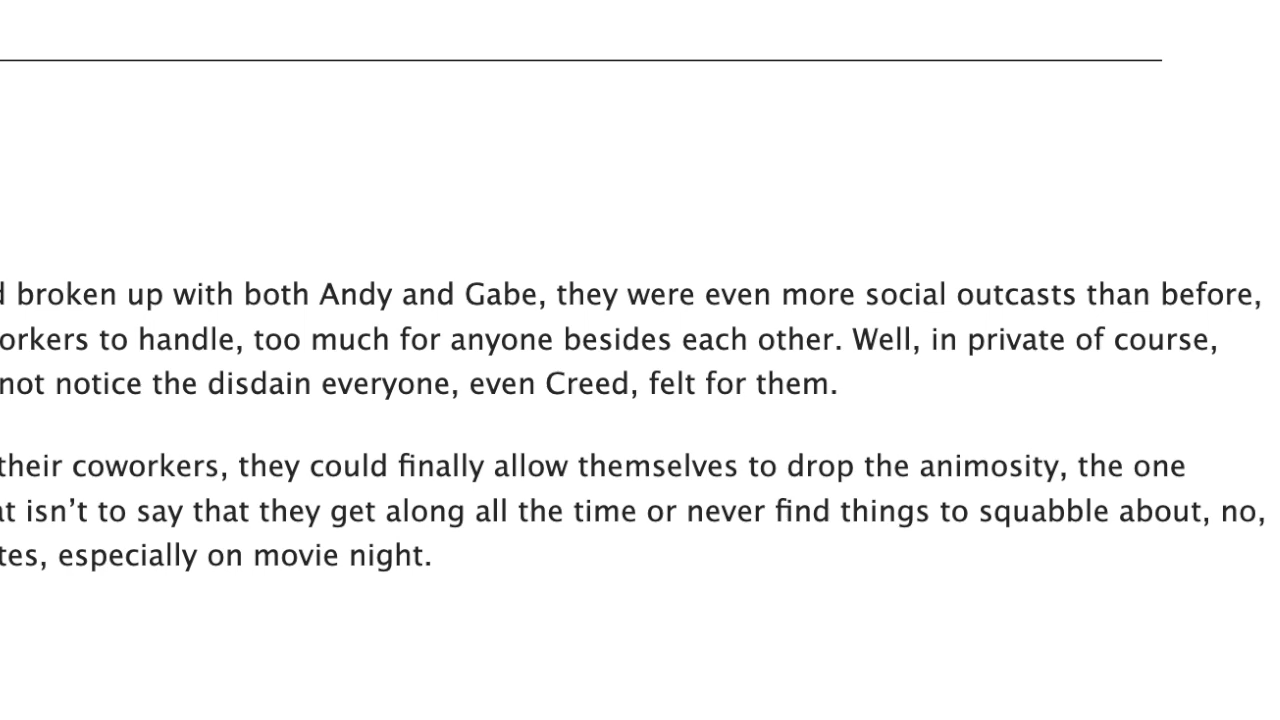 broken up with both Andy and Gabe, they were even more social outcasts than before,
to handle, too much for anyone besides each other. Well, in private of course,
not notice the disdain everyone, even Creed, felt for them.
their coworkers, they could finally allow themselves to drop the animosity, the one
isn’t to say that they get along all the time or never find things to squabble about, no,
especially on movie night.